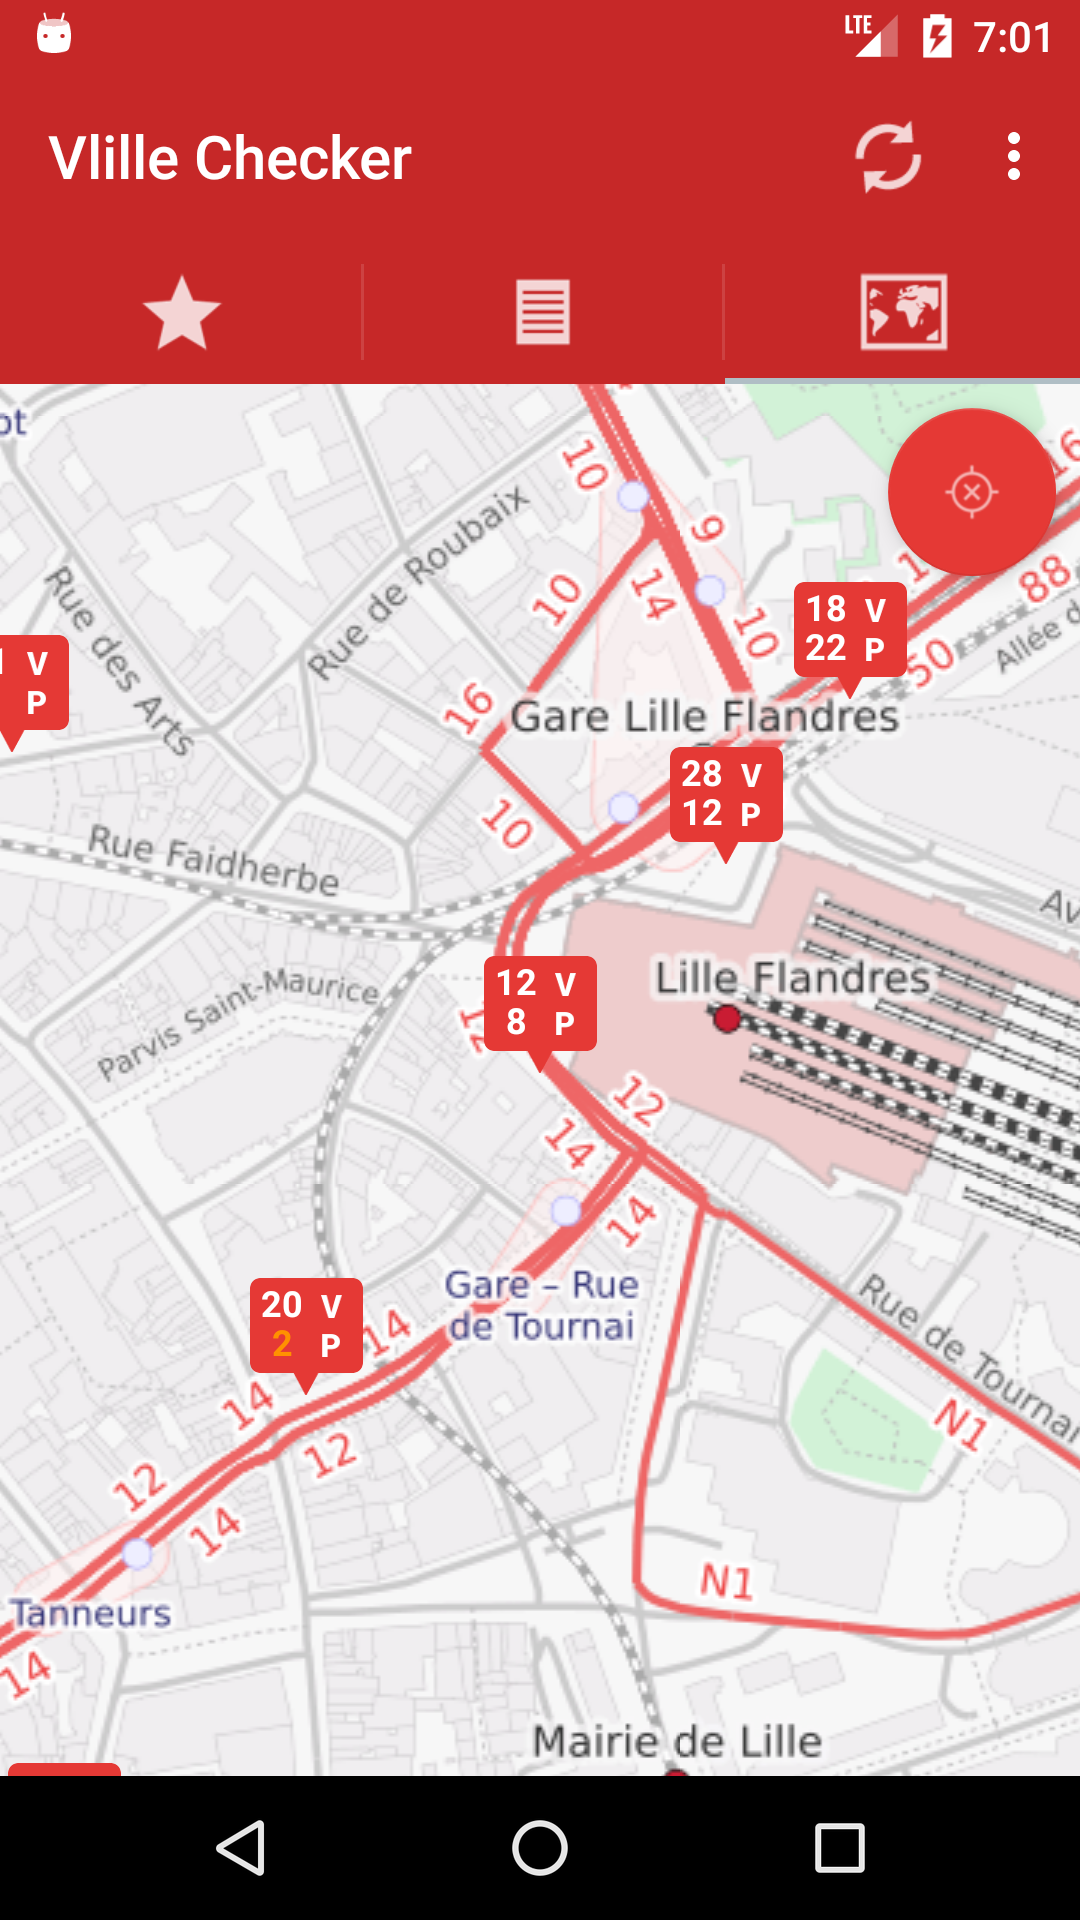 LTE 7:01
Vlille Checker
ot
10
9
16
1
88
Rue de Roubaix
10
14
10
18 V
22 P
50
Allée d
Rue des Arts
V
P
16
Gare Lille Flandres
28 V
12 P
10
Rue Faidherbe
Av
Lille Flandres
12 V
8 P
Parvis Saint-Maurice
12
12
14
14
Gare – Rue
de Tournai
20 V
2 P
14
Rue de Tournai
14
12
N1
12
14
N1
Tanneurs
14
Mairie de Lille